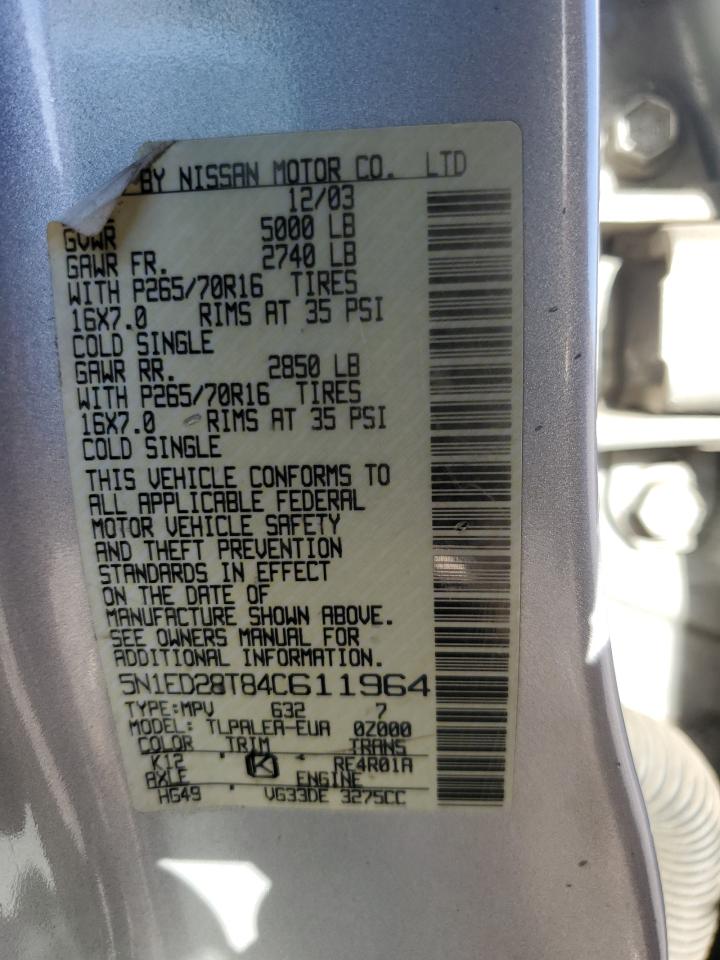 BY NISSAN MOTOR CO. LTD
12/03
GVWR 5000 LB
GAWR FR. 2740 LB
WITH P265/70R16 TIRES
16X7.0 RIMS AT 35 PSI
COLD SINGLE
GAWR RR. 2850 LB
WITH P265/70R16 TIRES
16X7.0 RIMS AT 35 PSI
COLD SINGLE
THIS VEHICLE CONFORMS TO
ALL APPLICABLE FEDERAL
MOTOR VEHICLE SAFETY
AND THEFT PREVENTION
STANDARDS IN EFFECT
ON THE DATE OF
MANUFACTURE SHOWN ABOVE.
SEE OWNERS MANUAL FOR
ADDITIONAL INFORMATION.
5N1ED28T84C611964
TYPE:MPV 632 7
MODEL: TLPALEA-EUA 0Z000
COLOR TRIM TRANS
K12 K RE4R01A
AXLE ENGINE
HG49 VG33DE 3275CC